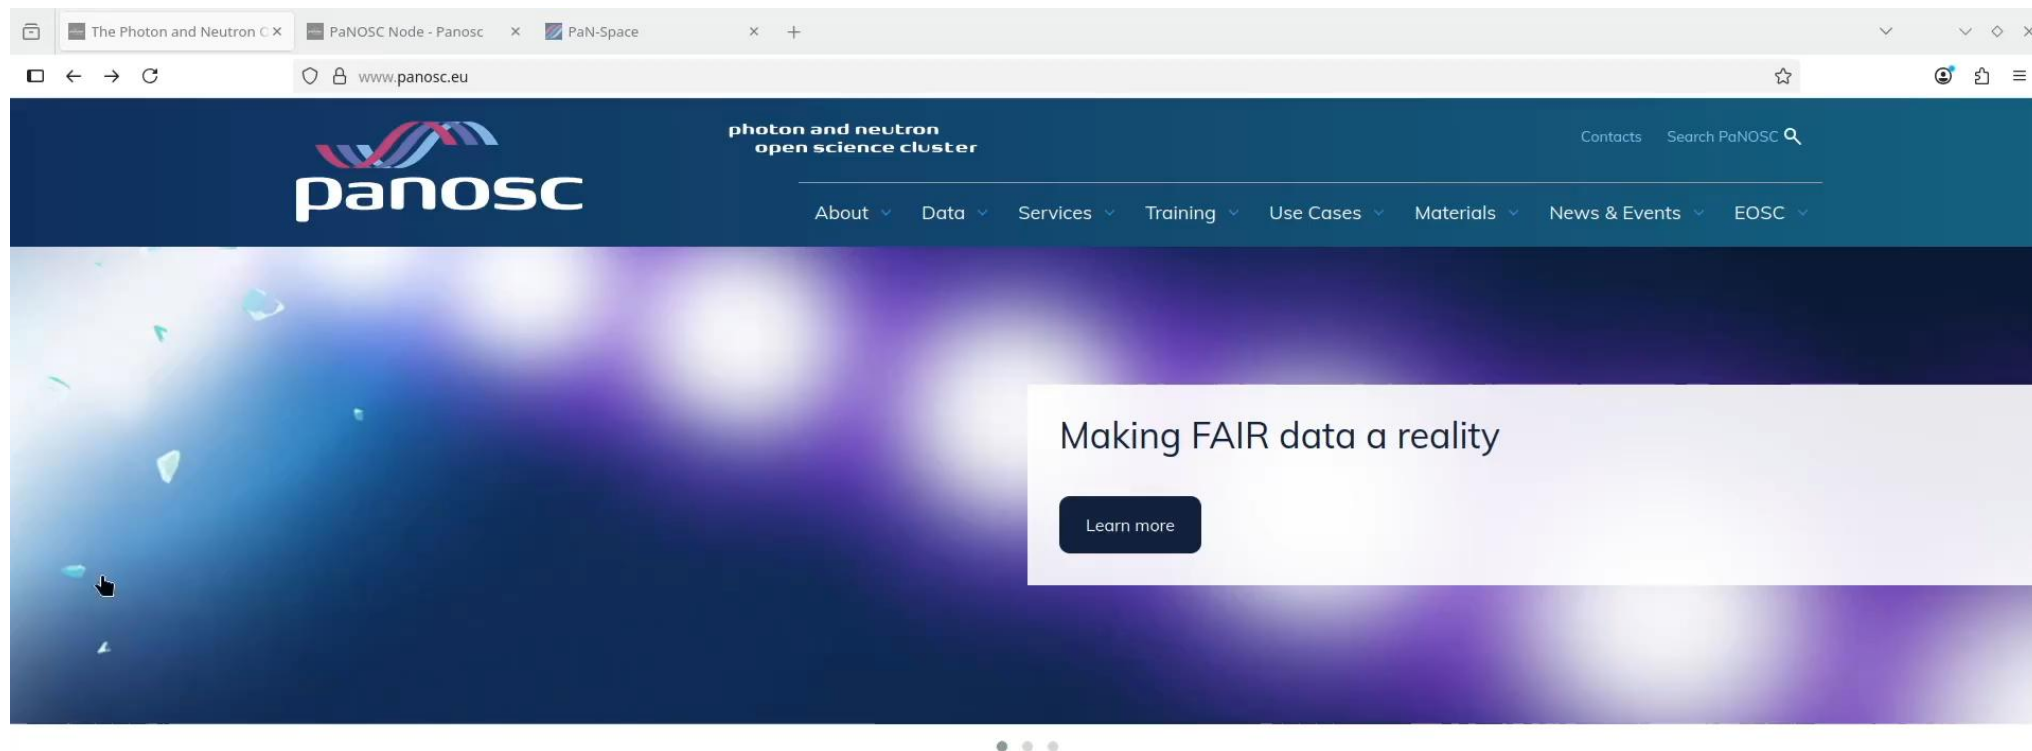 The Photon and Neutron C
PaNOSC Node - Panosc
PaN-Space
www.panosc.eu
photon and neutron
open science cluster
Contacts
Search PaNOSC
panosc
About
Data
Services
Training
Use Cases
Materials
News & Events
EOSC
Making FAIR data a reality
Learn more